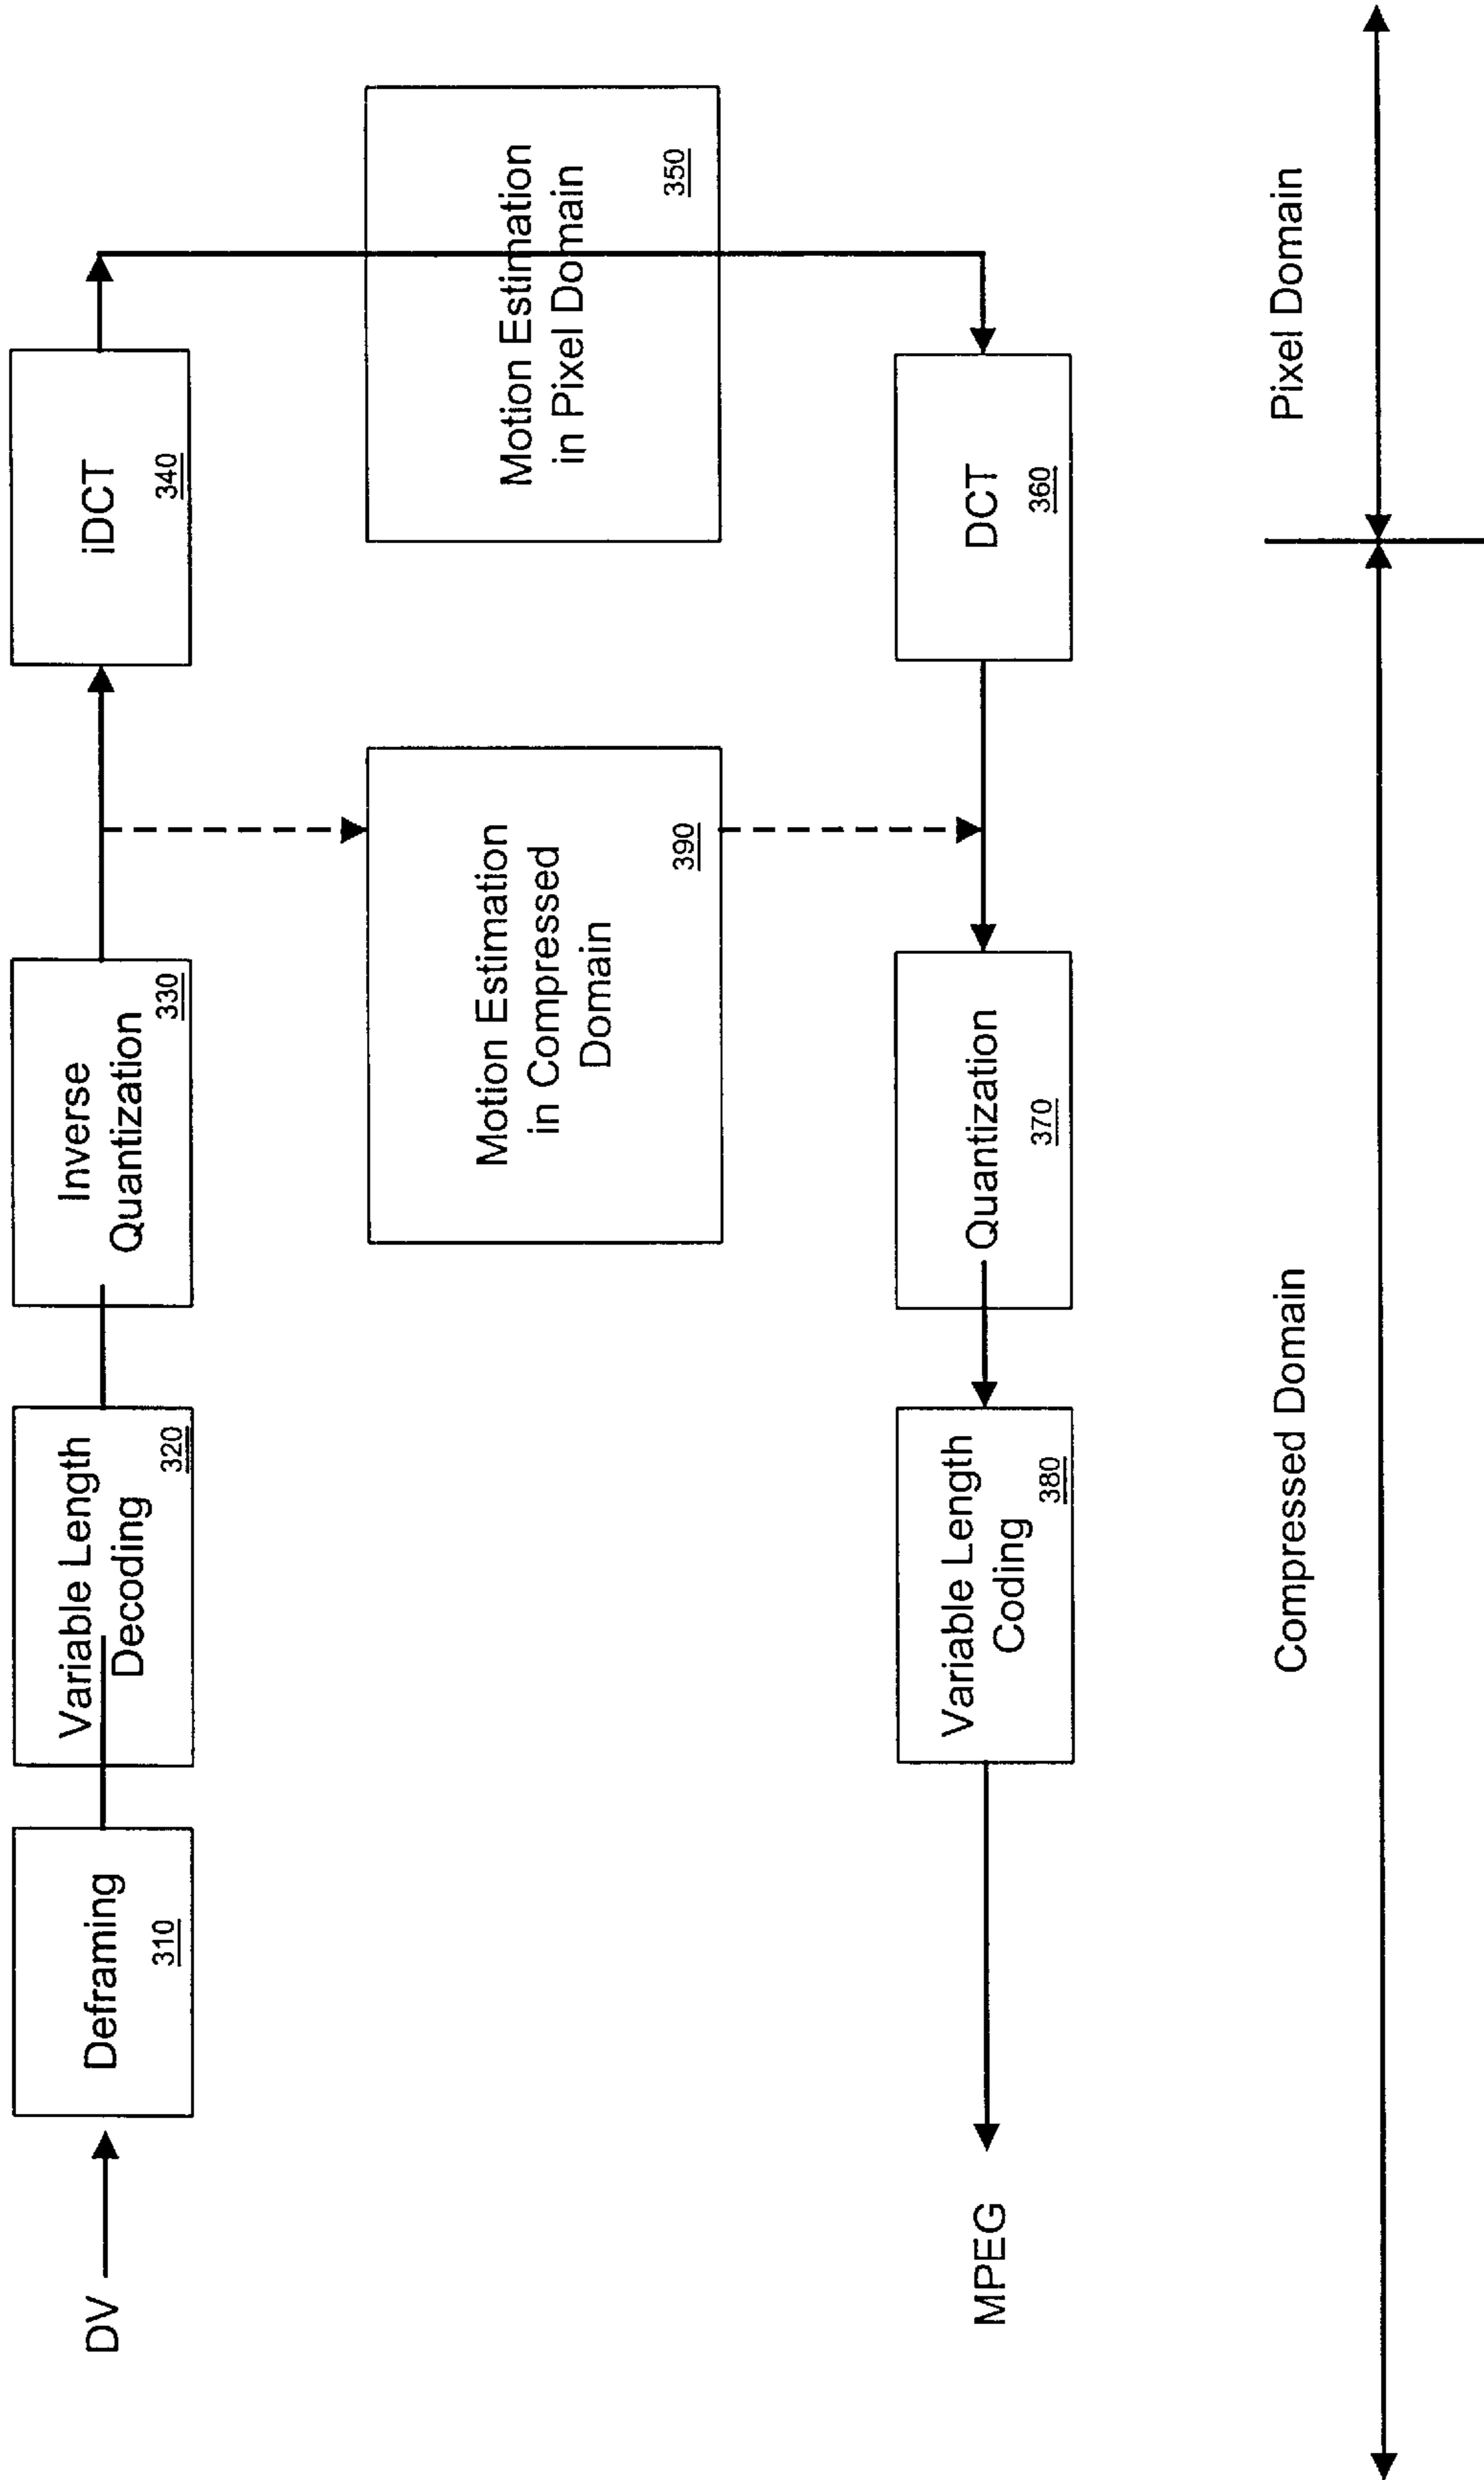 DV
Deframing
310
Variable Length
Decoding
320
Inverse
Quantization
330
iDCT
340
Motion Estimation
in Compressed
Domain
390
Motion Estimation
in Pixel Domain
350
MPEG
Variable Length
Coding
380
Quantization
370
DCT
360
Compressed Domain
Pixel Domain